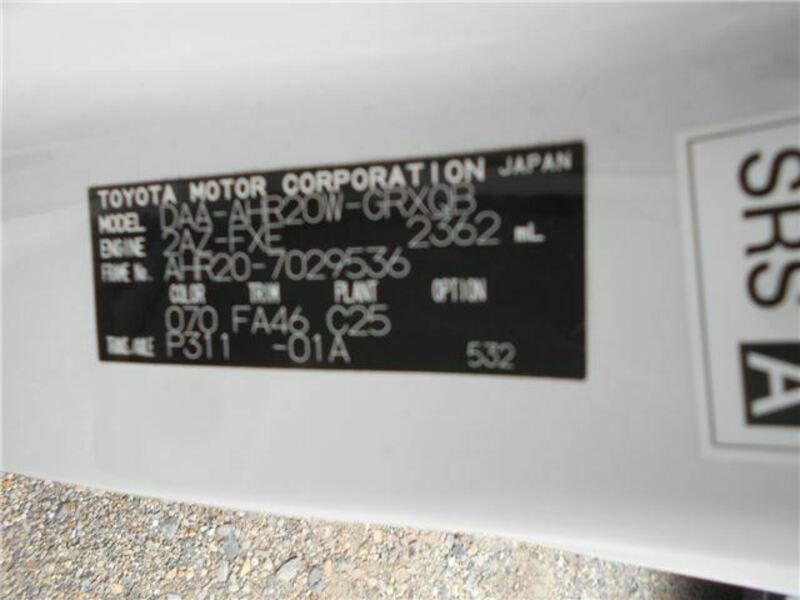 TOYOTA MOTOR CORPORATION JAPAN
MODEL DAA-AHR20W-GRXQB
ENGINE 2AZ-FXE 2362 mL
FRAME No. AHR20-7029536
COLOR TRIM PLANT OPTION
070 FA46 C25
TRANS./AXLE P311 -01A 532
SRS
A